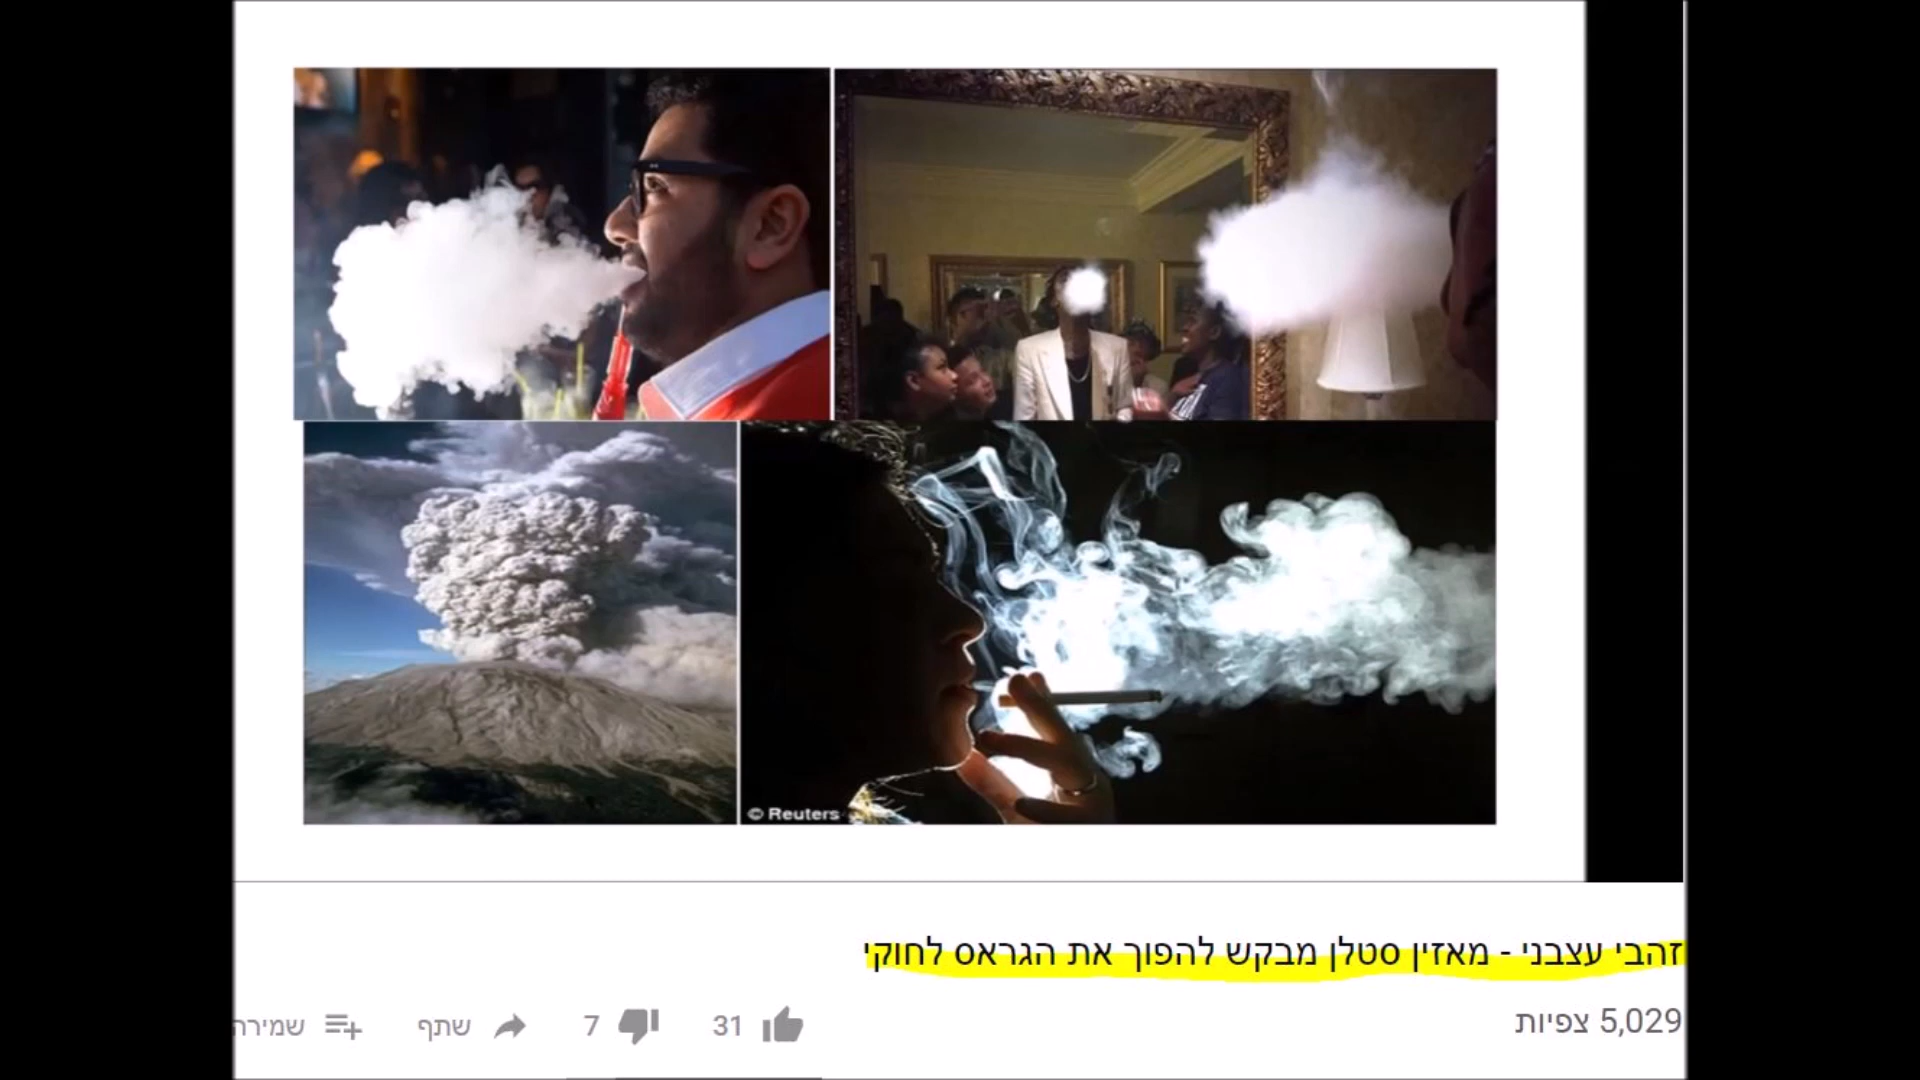 © Reuters
זהבי עצבני - מאזין סטלן מבקש להפוך את הגראס לחוקי
5,029 צפיות
31
7
שתף
שמירה